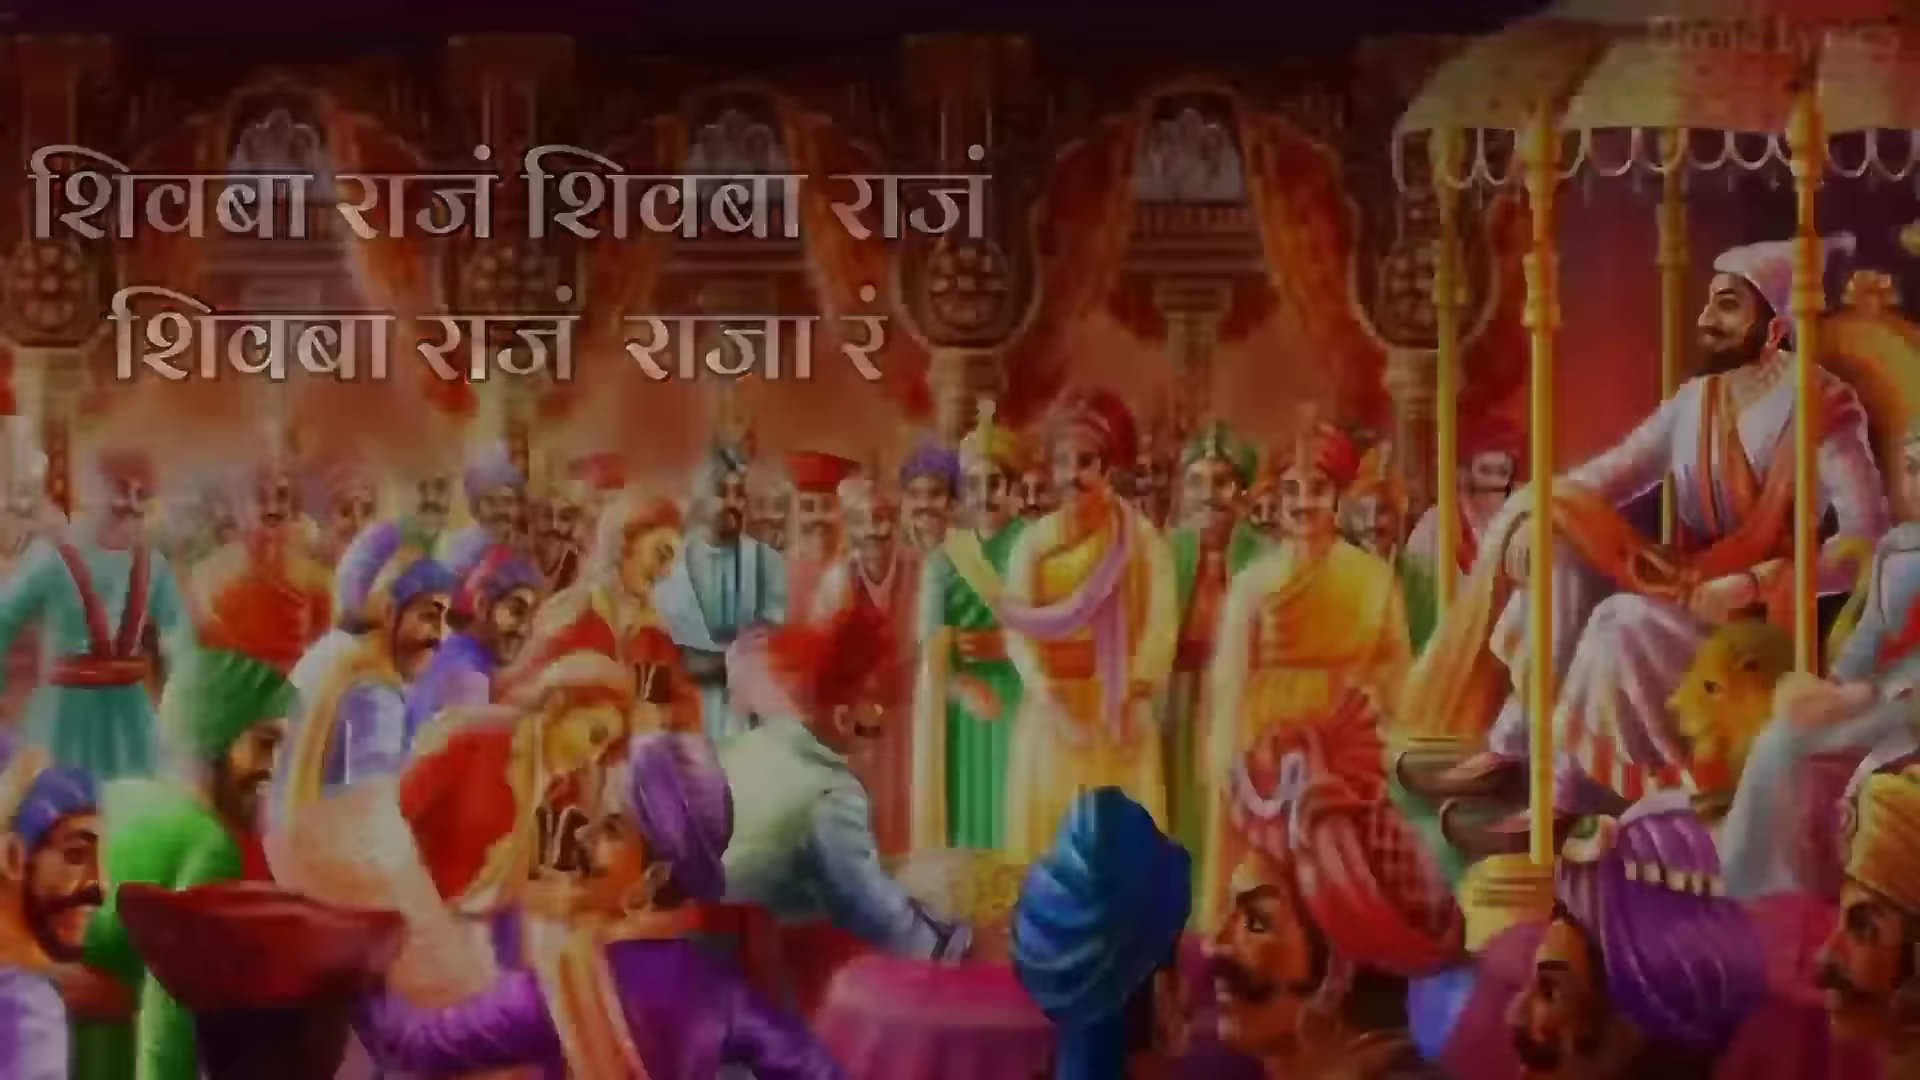 शिवबा राजं शिवबा राजं
शिवबा राजं राजा रं